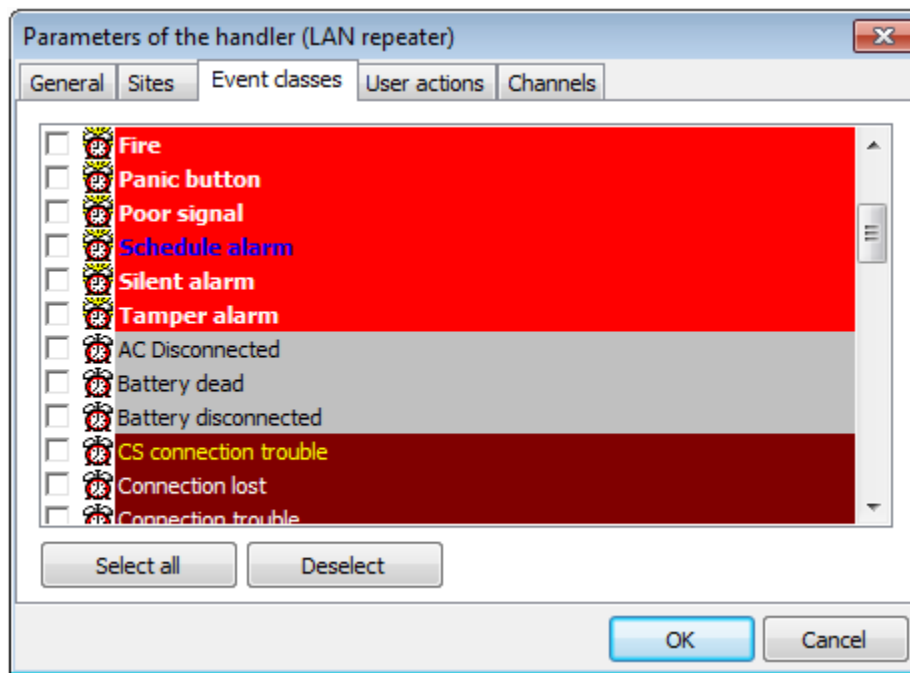 Parameters of the handler (LAN repeater)
General Sites Event classes User actions Channels
Fire
Panic button
Poor signal
Schedule alarm
Silent alarm
Tamper alarm
AC Disconnected
Battery dead
Battery disconnected
CS connection trouble
Connection lost
Connection trouble
Select all Deselect
OK Cancel